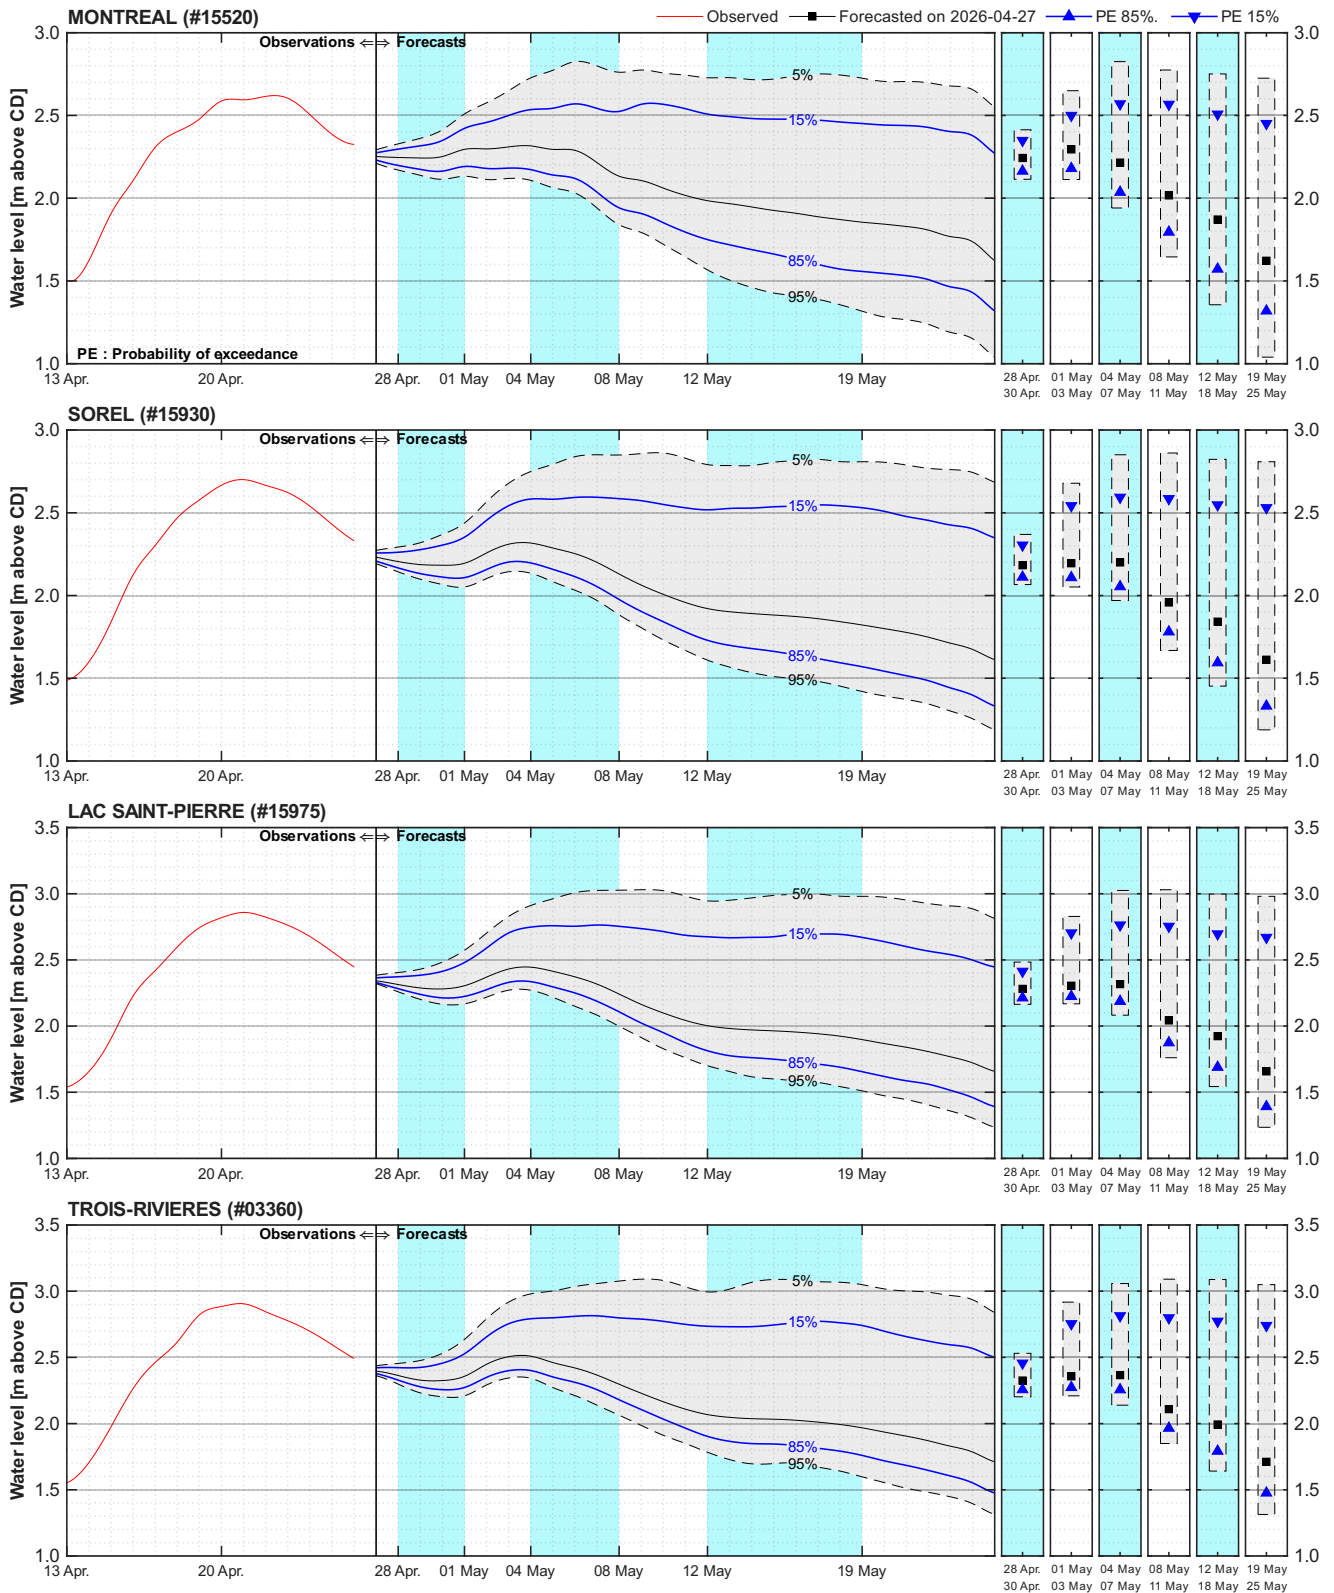 MONTREAL (#15520)
Observed
Forecasted on 2026-04-27
PE 85%.
PE 15%
Observations ⇐⇒ Forecasts
Water level [m above CD]
3.0
2.5
2.0
1.5
1.0
5%
15%
85%
95%
PE : Probability of exceedance
3.0
2.5
2.0
1.5
1.0
13 Apr. 20 Apr. 28 Apr. 01 May 04 May 08 May 12 May 19 May
28 Apr. 01 May 04 May 08 May 12 May 19 May
30 Apr. 03 May 07 May 11 May 18 May 25 May
SOREL (#15930)
Observations ⇐⇒ Forecasts
Water level [m above CD]
3.0
2.5
2.0
1.5
1.0
5%
15%
85%
95%
3.0
2.5
2.0
1.5
1.0
13 Apr. 20 Apr. 28 Apr. 01 May 04 May 08 May 12 May 19 May
28 Apr. 01 May 04 May 08 May 12 May 19 May
30 Apr. 03 May 07 May 11 May 18 May 25 May
LAC SAINT-PIERRE (#15975)
Observations ⇐⇒ Forecasts
Water level [m above CD]
3.5
3.0
2.5
2.0
1.5
1.0
5%
15%
85%
95%
3.5
3.0
2.5
2.0
1.5
1.0
13 Apr. 20 Apr. 28 Apr. 01 May 04 May 08 May 12 May 19 May
28 Apr. 01 May 04 May 08 May 12 May 19 May
30 Apr. 03 May 07 May 11 May 18 May 25 May
TROIS-RIVIERES (#03360)
Observations ⇐⇒ Forecasts
Water level [m above CD]
3.5
3.0
2.5
2.0
1.5
1.0
5%
15%
85%
95%
3.5
3.0
2.5
2.0
1.5
1.0
13 Apr. 20 Apr. 28 Apr. 01 May 04 May 08 May 12 May 19 May
28 Apr. 01 May 04 May 08 May 12 May 19 May
30 Apr. 03 May 07 May 11 May 18 May 25 May